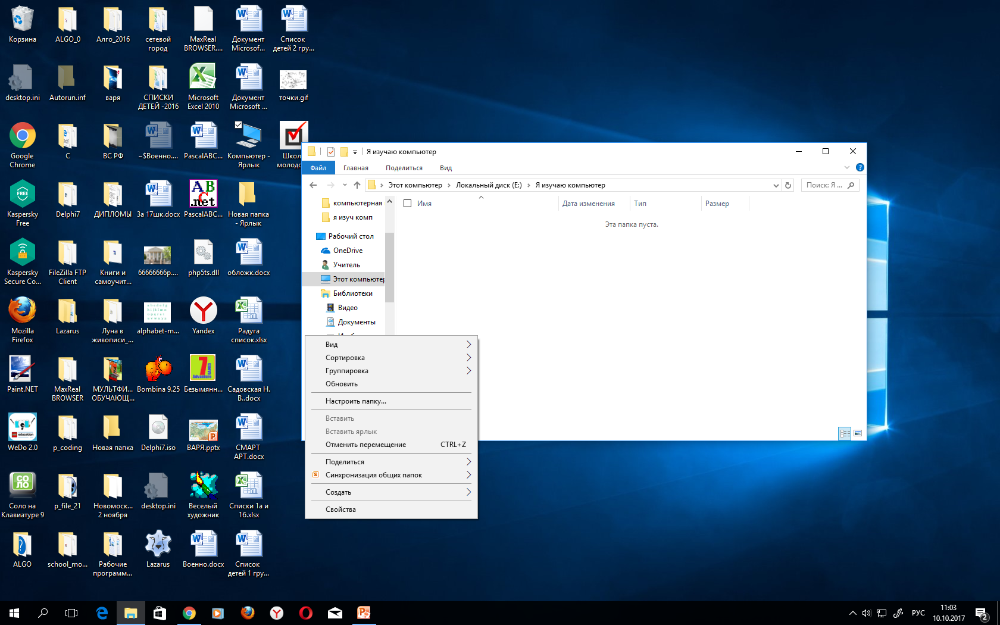 Корзина
ALGO_0
Алго_2016
сетевой
город
MaxReal
BROWSER....
Документ
Microsof...
Список
детей 2 гру...
desktop.ini
Autorun.inf
варя
СПИСКИ
ДЕТЕЙ -2016
Microsoft
Excel 2010
Документ
Microsoft ...
точки.gif
Google
Chrome
С
ВС РФ
~$Военно....
PascalABC...
Компьютер -
Ярлык
Школ
молод
Kaspersky
Free
Delphi7
ДИПЛОМЫ
За 17шк.docx
PascalABC...
Новая папка
- Ярлык
Kaspersky
Secure Co...
FileZilla FTP
Client
Книги и
самоучит...
66666666р....
php5ts.dll
обложк.docx
Mozilla
Firefox
Lazarus
Луна в
живописи_...
alphabet-m...
Yandex
Радуга
список.xlsx
Paint.NET
MaxReal
BROWSER
МУЛЬТФИ...
ОБУЧАЮЩ...
Bombina 9.25
Безымянн...
Садовская Н.
В..docx
WeDo 2.0
p_coding
Новая папка
Delphi7.iso
ВАРЯ.pptx
СМАРТ
АРТ.docx
Соло на
Клавиатуре 9
p_file_21
Новомоск...
2 ноября
desktop.ini
Веселый
художник
Списки 1а и
1б.xlsx
ALGO
school_mo...
Рабочие
программ...
Lazarus
Военно.docx
Список
детей 1 гру...
Я изучаю компьютер
Файл
Главная
Поделиться
Вид
Этот компьютер
Локальный диск (E:)
Я изучаю компьютер
Поиск: Я ...
компьютерная
я изуч комп
Рабочий стол
OneDrive
Учитель
Этот компьютер
Библиотеки
Видео
Документы
Имя
Дата изменения
Тип
Размер
Эта папка пуста.
Вид
Сортировка
Группировка
Обновить
Настроить папку...
Вставить
Вставить ярлык
Отменить перемещение CTRL+Z
Поделиться
Синхронизация общих папок
Создать
Свойства
РУС
11:03
10.10.2017
2